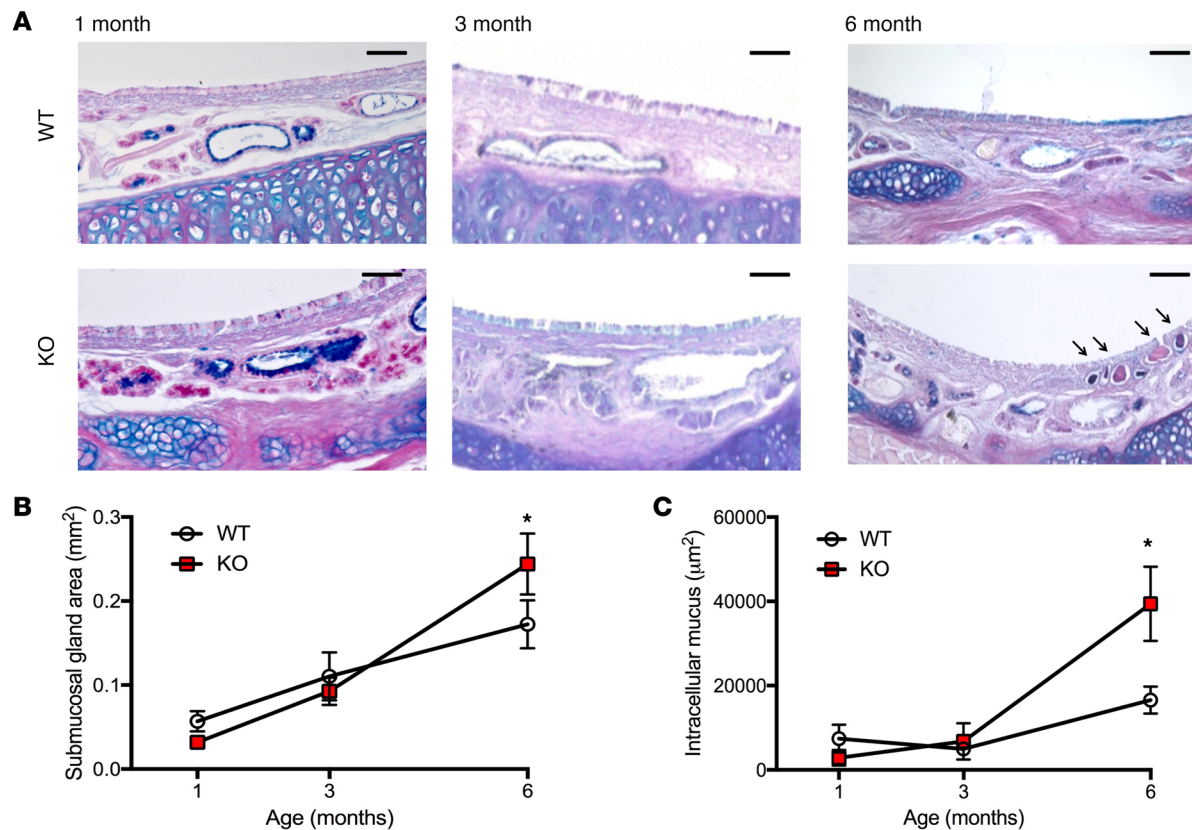 A
1 month
3 month
6 month
WT
KO
B
Submucosal gland area (mm²)
0.3
0.2
0.1
0.0
WT
KO
*
1
3
6
Age (months)
C
Intracellular mucus (μm²)
60000
40000
20000
0
WT
KO
*
1
3
6
Age (months)